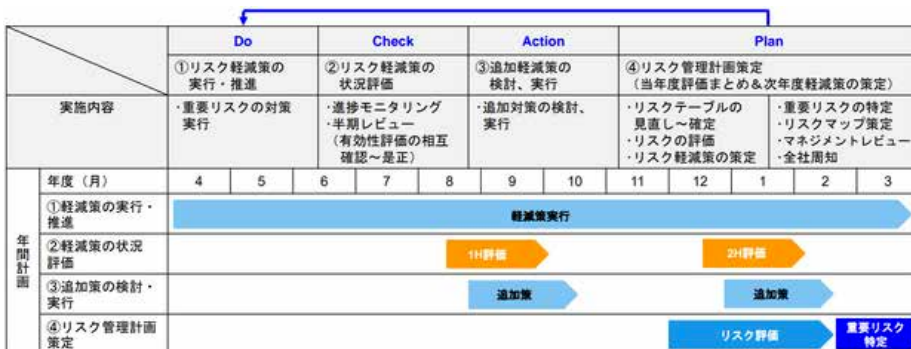 Do
Check
Action
Plan
①リスク軽減策の
実行・推進
②リスク軽減策の
状況評価
③追加軽減策の
検討、実行
④リスク管理計画策定
(当年度評価まとめ&次年度軽減策の策定)
実施内容
・重要リスクの対策
実行
・進捗モニタリング
・半期レビュー
(有効性評価の相互
確認~是正)
・追加対策の検討、
実行
・リスクテーブルの
見直し~確定
・リスクの評価
・リスク軽減策の策定
・重要リスクの特定
・リスクマップ策定
・マネジメントレビュー
・全社周知
年間計画
年度(月)
4
5
6
7
8
9
10
11
12
1
2
3
①軽減策の実行・
推進
軽減策実行
②軽減策の状況
評価
1H評価
2H評価
③追加策の検討・
実行
追加策
追加策
④リスク管理計画
策定
リスク評価
重要リスク
特定